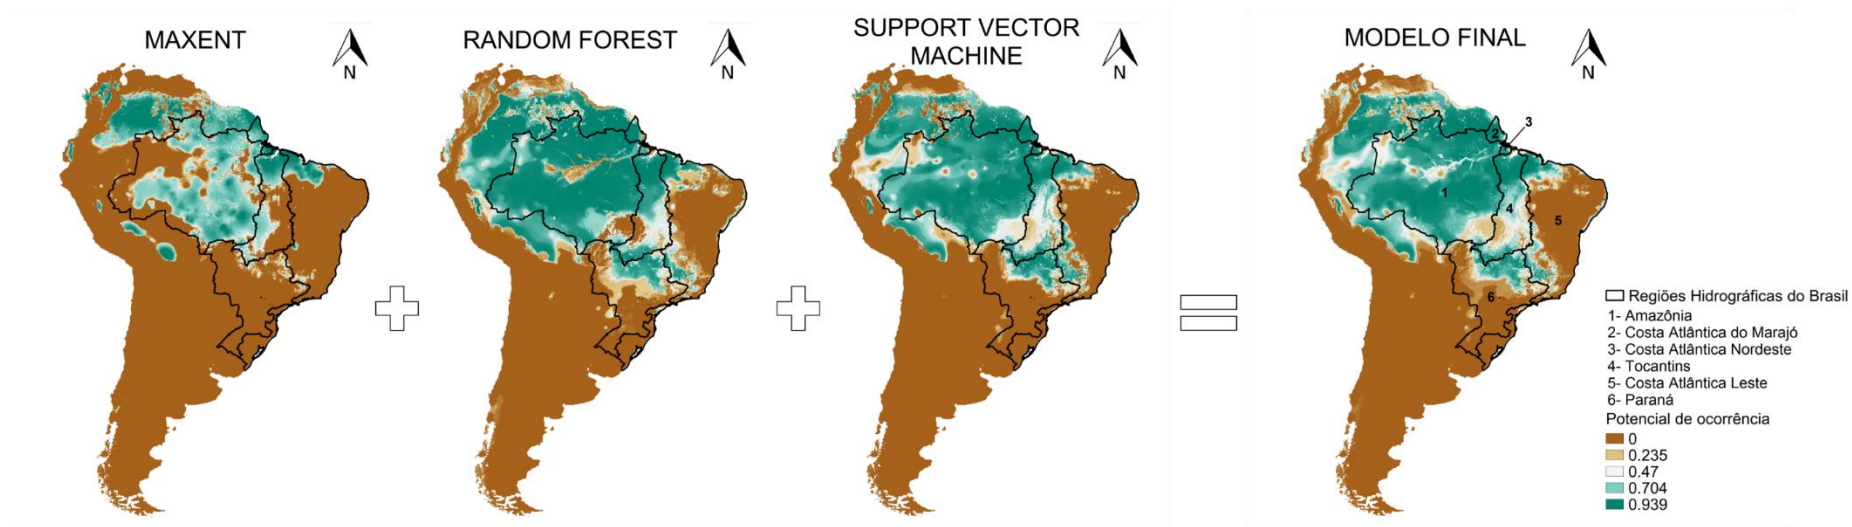 MAXENT
N
RANDOM FOREST
N
SUPPORT VECTOR
MACHINE
N
MODELO FINAL
N
3
2
1
4
5
6
Regiões Hidrográficas do Brasil
1- Amazônia
2- Costa Atlântica do Marajó
3- Costa Atlântica Nordeste
4- Tocantins
5- Costa Atlântica Leste
6- Paraná
Potencial de ocorrência
0
0.235
0.47
0.704
0.939